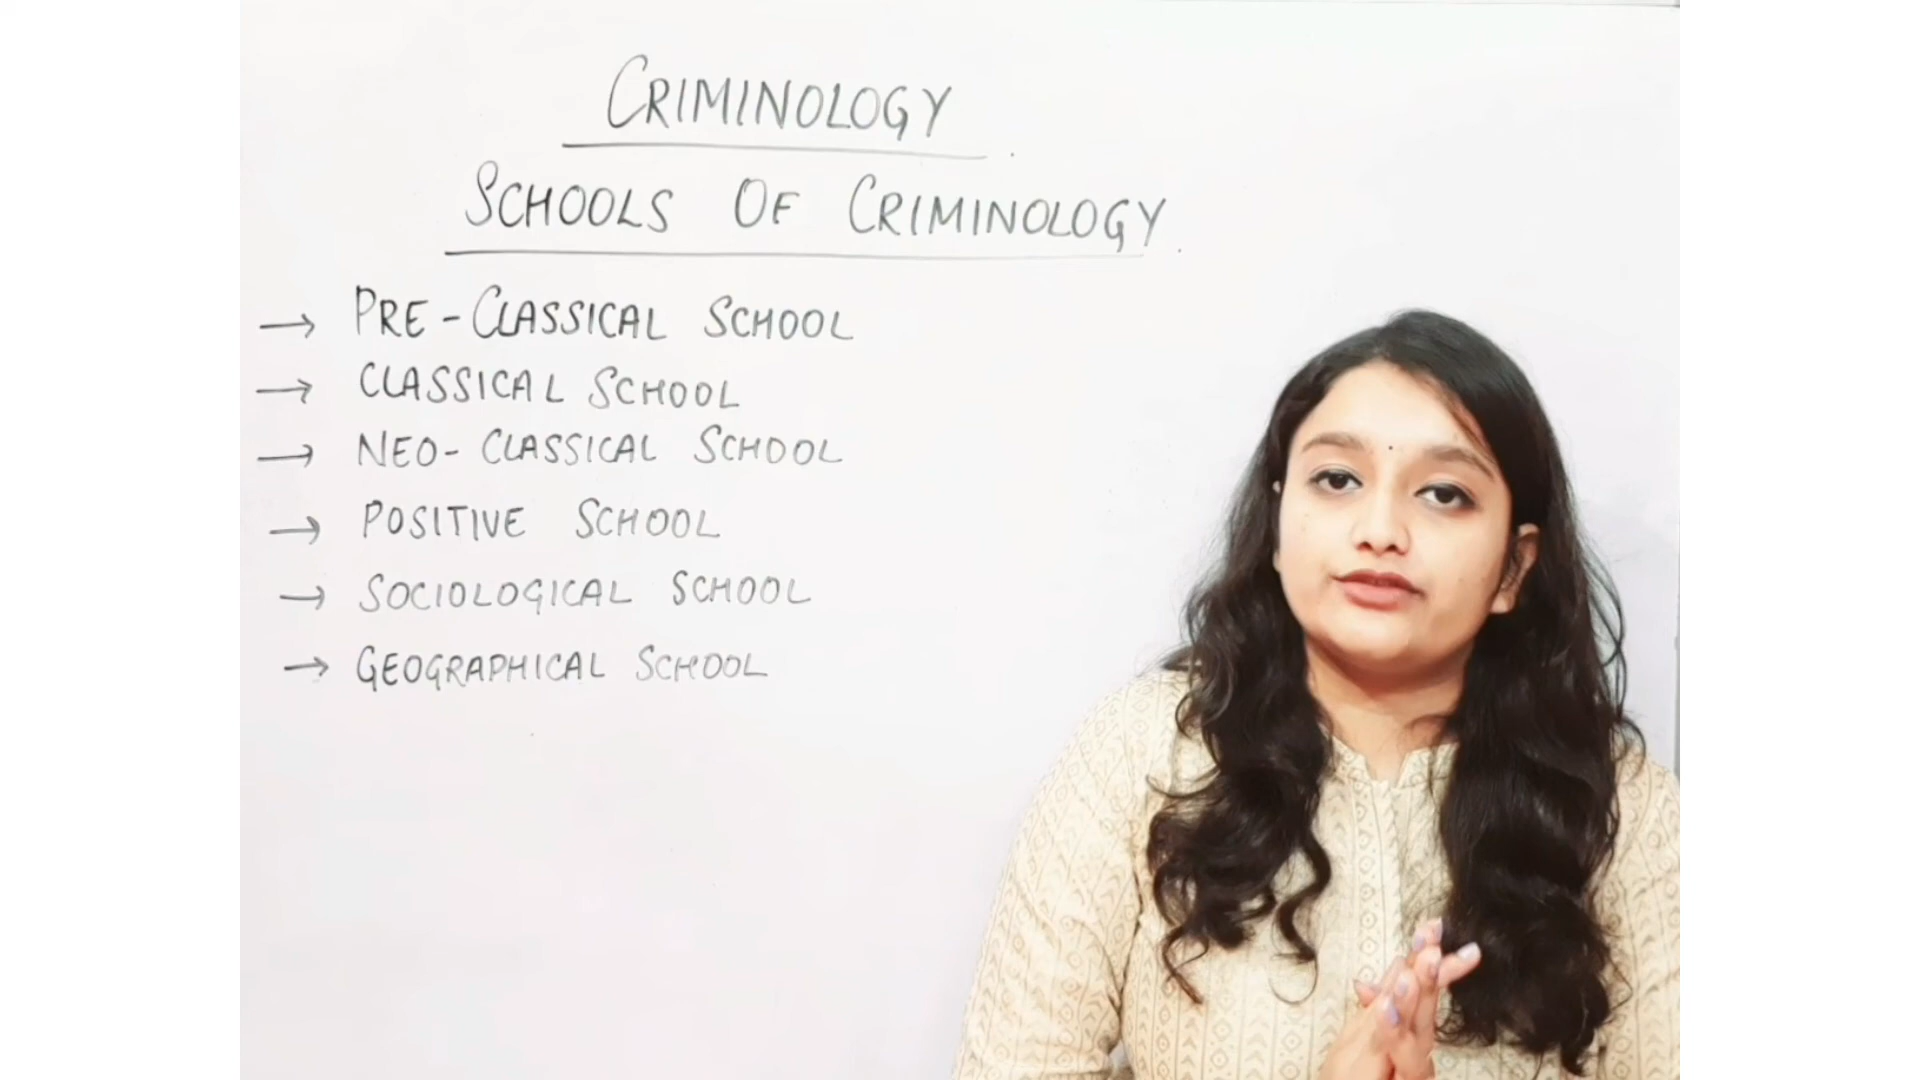 CRIMINOLOGY
SCHOOLS OF CRIMINOLOGY
→ PRE-CLASSICAL SCHOOL
→ CLASSICAL SCHOOL
→ NEO-CLASSICAL SCHOOL
→ POSITIVE SCHOOL
→ SOCIOLOGICAL SCHOOL
→ GEOGRAPHICAL SCHOOL